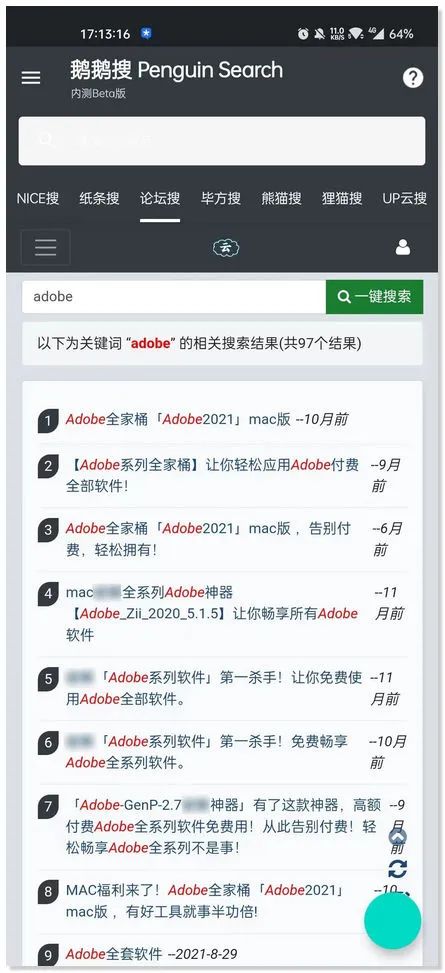 17:13:16 11.0 KB/S 4G 64%
鹅鹅搜 Penguin Search
内测Beta版
NICE搜 纸条搜 论坛搜 毕方搜 熊猫搜 狸猫搜 UP云搜
云
adobe 一键搜索
以下为关键词 “adobe” 的相关搜索结果(共97个结果)
1 Adobe全家桶「Adobe2021」mac版 --10月前
2 【Adobe系列全家桶】让你轻松应用Adobe付费 --9月
全部软件！ 前
3 Adobe全家桶「Adobe2021」mac版 ，告别付 --6月
费，轻松拥有！ 前
4 mac 全系列Adobe神器 --11
【Adobe_Zii_2020_5.1.5】让你畅享所有Adobe 月前
软件
5 「Adobe系列软件」第一杀手！让你免费使 --11
用Adobe全部软件。 月前
6 「Adobe系列软件」第一杀手！免费畅享 --10月
Adobe全系列软件。 前
7 「Adobe-GenP-2.7 神器」有了这款神器，高额 --9
付费Adobe全系列软件免费用！从此告别付费！轻 月
松畅享Adobe全系列不是事！ 前
8 MAC福利来了！Adobe全家桶「Adobe2021」 --10
mac版 ，有好工具就事半功倍!
9 Adobe全套软件 --2021-8-29